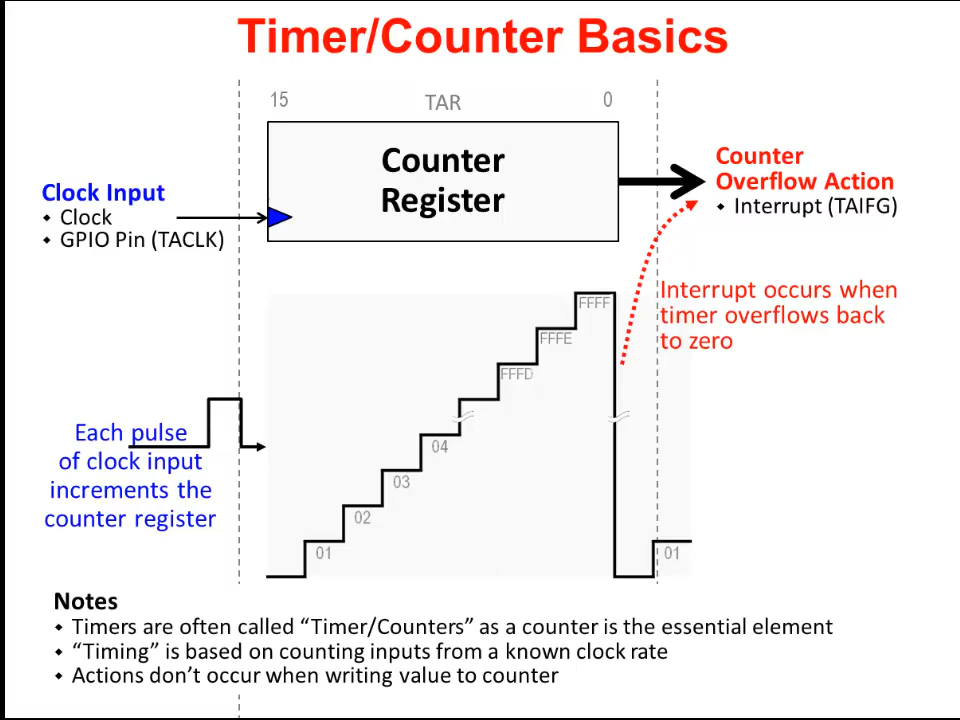 Timer/Counter Basics
15 TAR 0
Counter
Register
Clock Input
⬥ Clock
⬥ GPIO Pin (TACLK)
Counter
Overflow Action
⬥ Interrupt (TAIFG)
Interrupt occurs when
timer overflows back
to zero
Each pulse
of clock input
increments the
counter register
01
02
03
04
FFFD
FFFE
FFFF
01
Notes
⬥ Timers are often called “Timer/Counters” as a counter is the essential element
⬥ “Timing” is based on counting inputs from a known clock rate
⬥ Actions don’t occur when writing value to counter